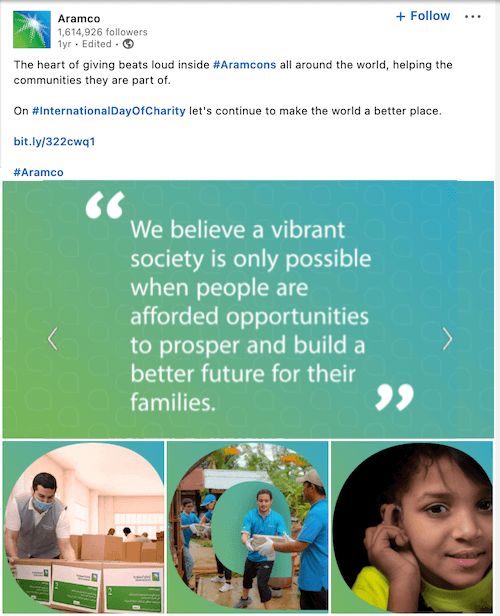 Aramco
+ Follow
1,614,926 followers
1yr • Edited •
The heart of giving beats loud inside #Aramcons all around the world, helping the
communities they are part of.
On #InternationalDayOfCharity let's continue to make the world a better place.
bit.ly/322cwq1
#Aramco
“
We believe a vibrant
society is only possible
when people are
afforded opportunities
to prosper and build a
better future for their
families.
”
2
2